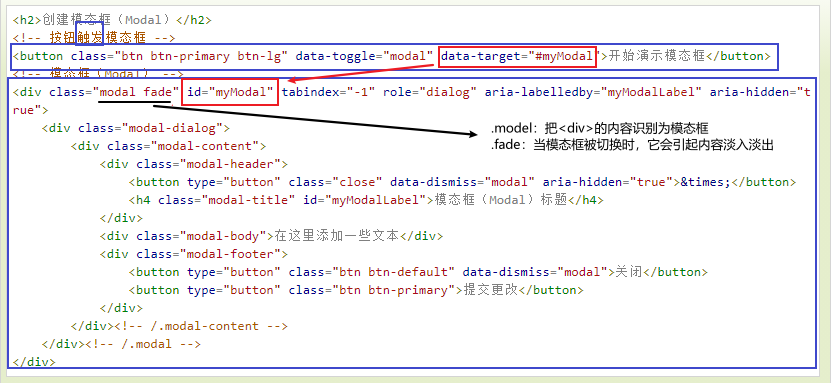 <h2>创建模态框（Modal）</h2>
<!-- 按钮触发模态框 -->
<button class="btn btn-primary btn-lg" data-toggle="modal" data-target="#myModal">开始演示模态框</button>
<!-- 模态框（Modal） -->
<div class="modal fade" id="myModal" tabindex="-1" role="dialog" aria-labelledby="myModalLabel" aria-hidden="t
rue">
.model：把<div>的内容识别为模态框
.fade：当模态框被切换时，它会引起内容淡入淡出
<div class="modal-dialog">
<div class="modal-content">
<div class="modal-header">
<button type="button" class="close" data-dismiss="modal" aria-hidden="true">&times;</button>
<h4 class="modal-title" id="myModalLabel">模态框（Modal）标题</h4>
</div>
<div class="modal-body">在这里添加一些文本</div>
<div class="modal-footer">
<button type="button" class="btn btn-default" data-dismiss="modal">关闭</button>
<button type="button" class="btn btn-primary">提交更改</button>
</div>
</div><!-- /.modal-content -->
</div><!-- /.modal -->
</div>